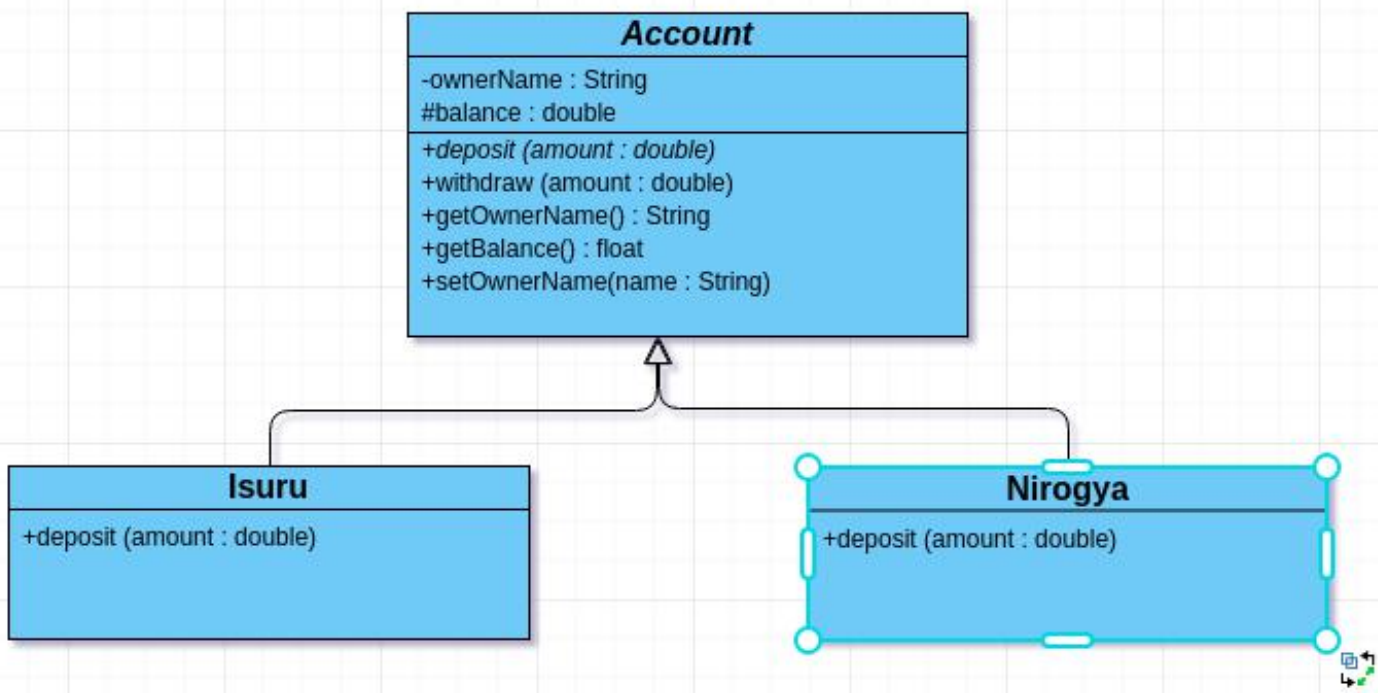 Account
-ownerName : String
#balance : double
+deposit (amount : double)
+withdraw (amount : double)
+getOwnerName() : String
+getBalance() : float
+setOwnerName(name : String)
Isuru
+deposit (amount : double)
Nirogya
+deposit (amount : double)